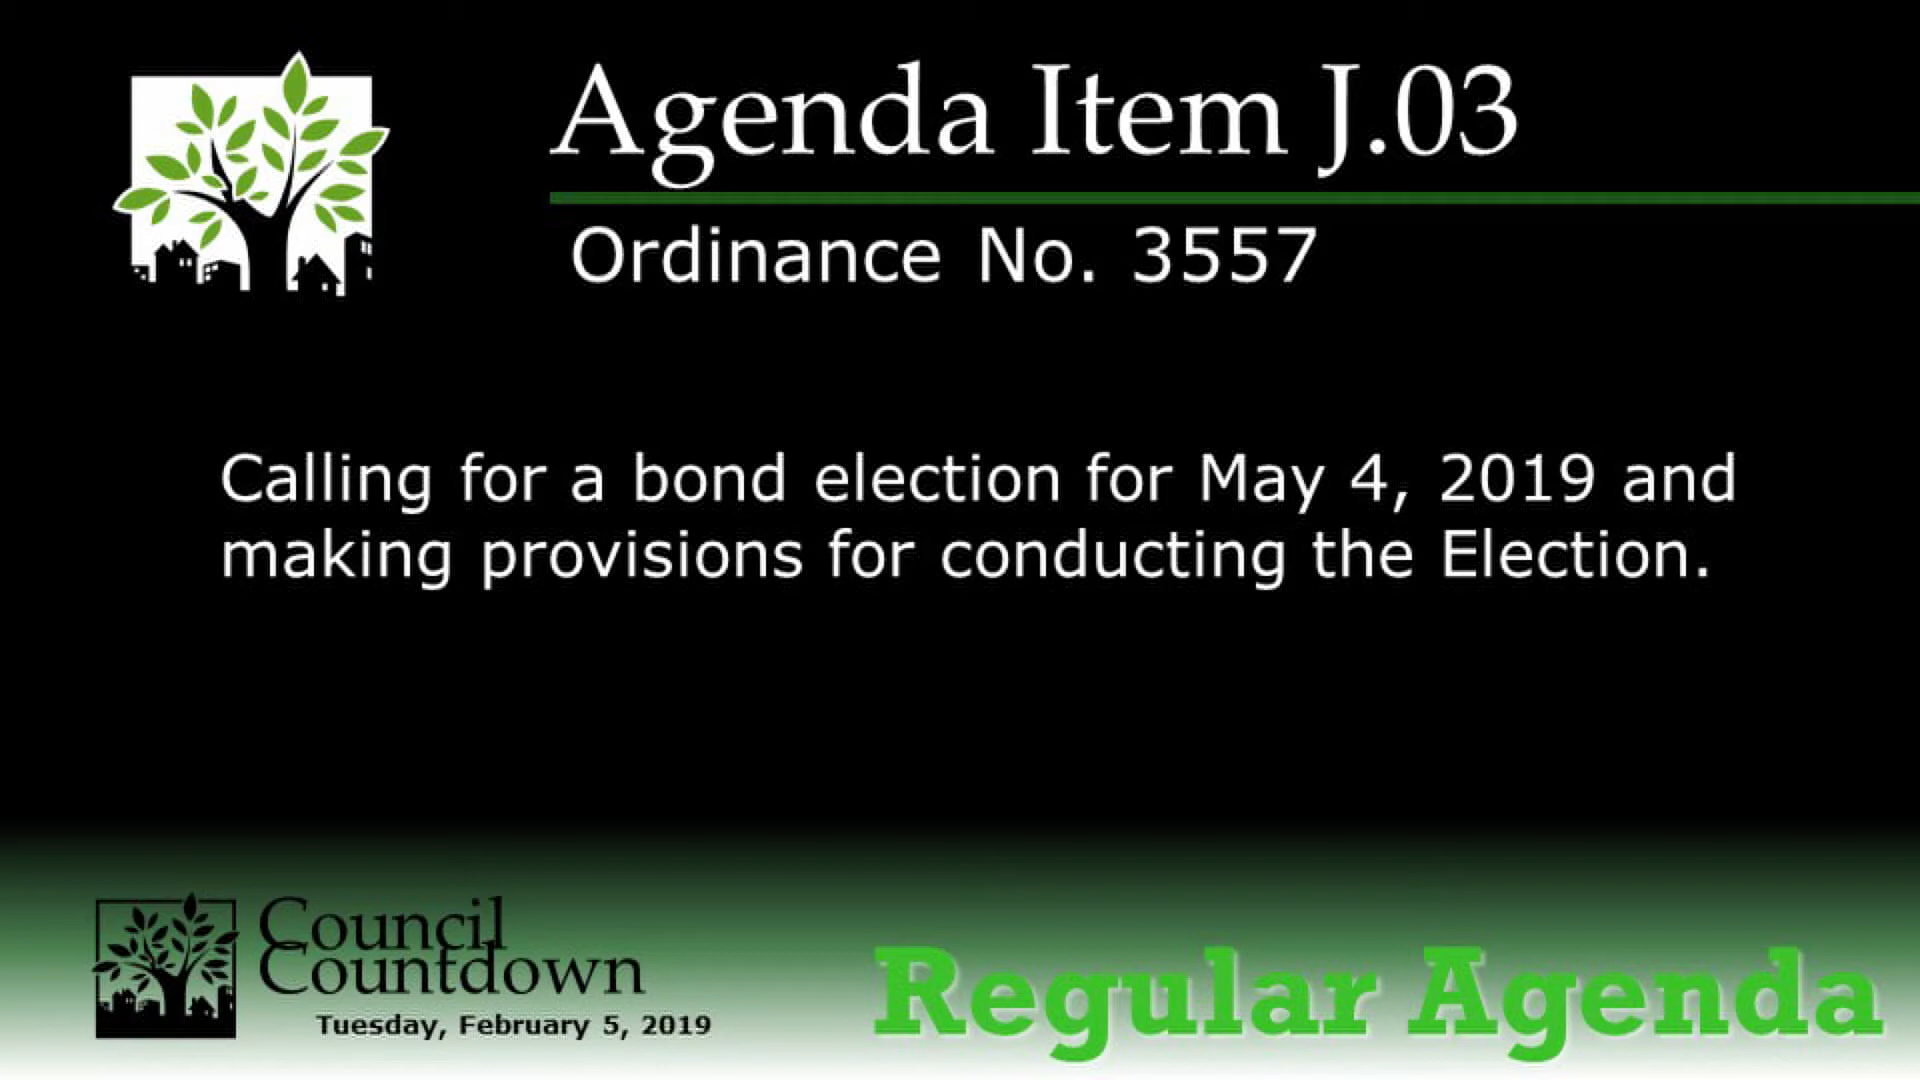 Agenda Item J.03
Ordinance No. 3557
Calling for a bond election for May 4, 2019 and
making provisions for conducting the Election.
Council
Countdown
Tuesday, February 5, 2019
Regular Agenda